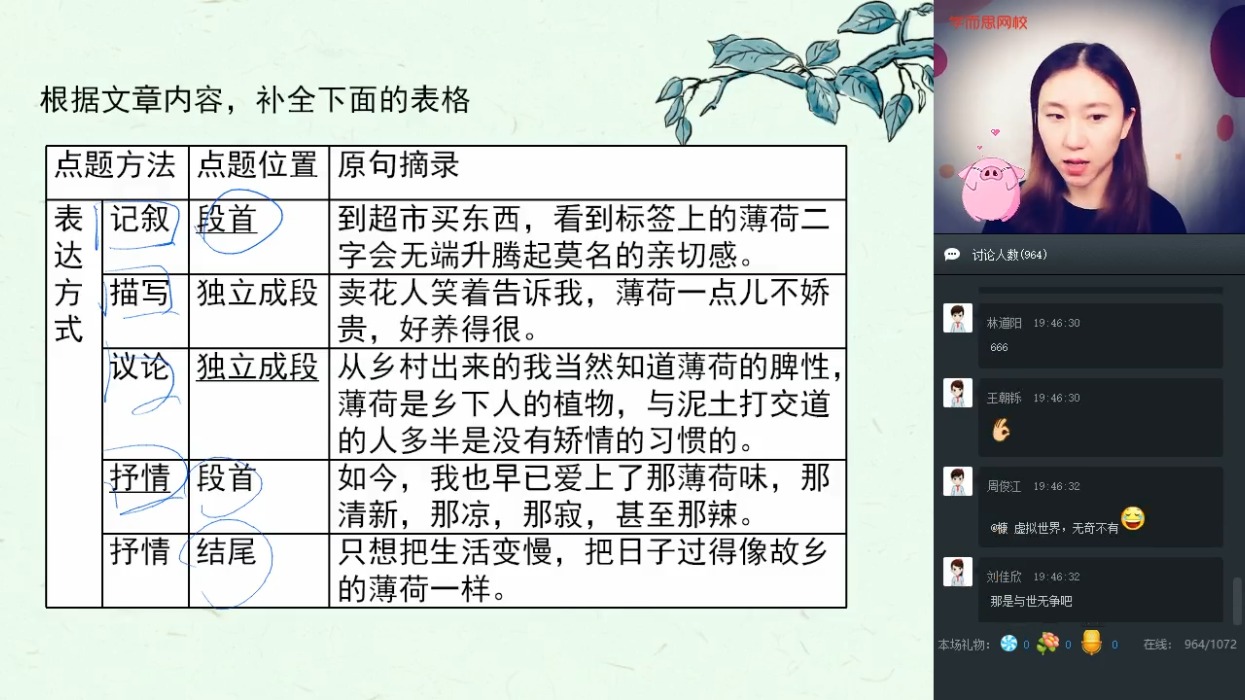 根据文章内容，补全下面的表格
点题方法 点题位置 原句摘录
表达方式
记叙 段首 到超市买东西，看到标签上的薄荷二
字会无端升腾起莫名的亲切感。
描写 独立成段 卖花人笑着告诉我，薄荷一点儿不娇
贵，好养得很。
议论 独立成段 从乡村出来的我当然知道薄荷的脾性，
薄荷是乡下人的植物，与泥土打交道
的人多半是没有矫情的习惯的。
抒情 段首 如今，我也早已爱上了那薄荷味，那
清新，那凉，那寂，甚至那辣。
抒情 结尾 只想把生活变慢，把日子过得像故乡
的薄荷一样。
学而思网校
讨论人数(964)
林道阳 19:46:30
666
王朝铄 19:46:30
周俊江 19:46:32
@糠 虚拟世界，无奇不有
刘佳欣 19:46:32
那是与世无争吧
本场礼物： 0 0 0 在线： 964/1072